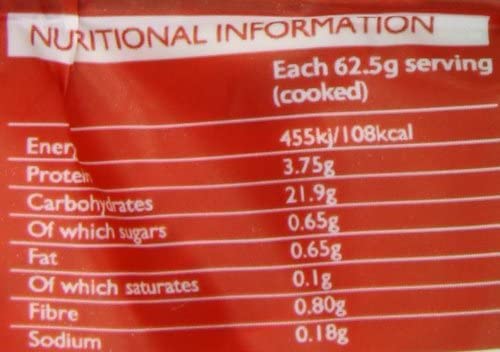 NURITIONAL INFORMATION
Each 62.5g serving
(cooked)
Ener 455kj/108kcal
Protein 3.75g
Carbohydrates 21.9g
Of which sugars 0.65g
Fat 0.65g
Of which saturates 0.1g
Fibre 0.80g
Sodium 0.18g